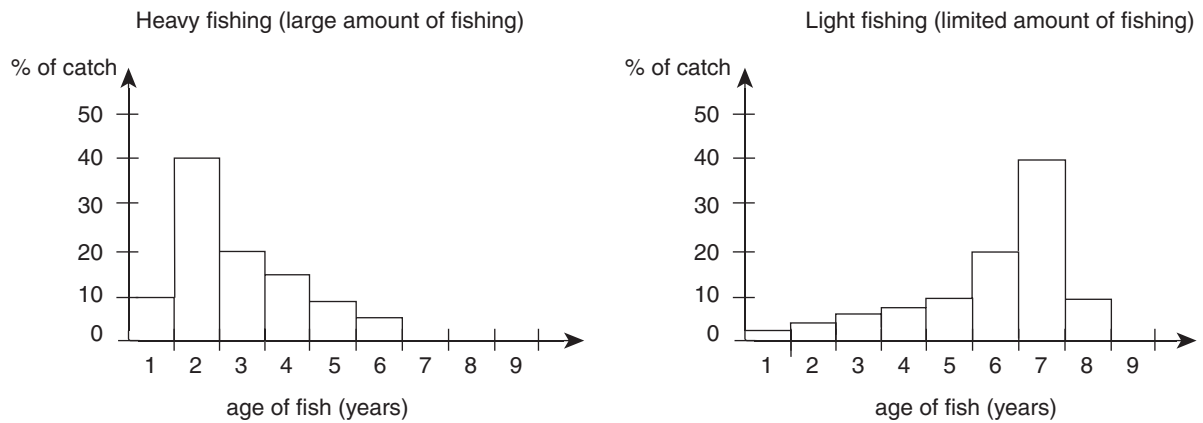 Heavy fishing (large amount of fishing)
% of catch
50
40
30
20
10
0
1 2 3 4 5 6 7 8 9
age of fish (years)
Light fishing (limited amount of fishing)
% of catch
50
40
30
20
10
0
1 2 3 4 5 6 7 8 9
age of fish (years)